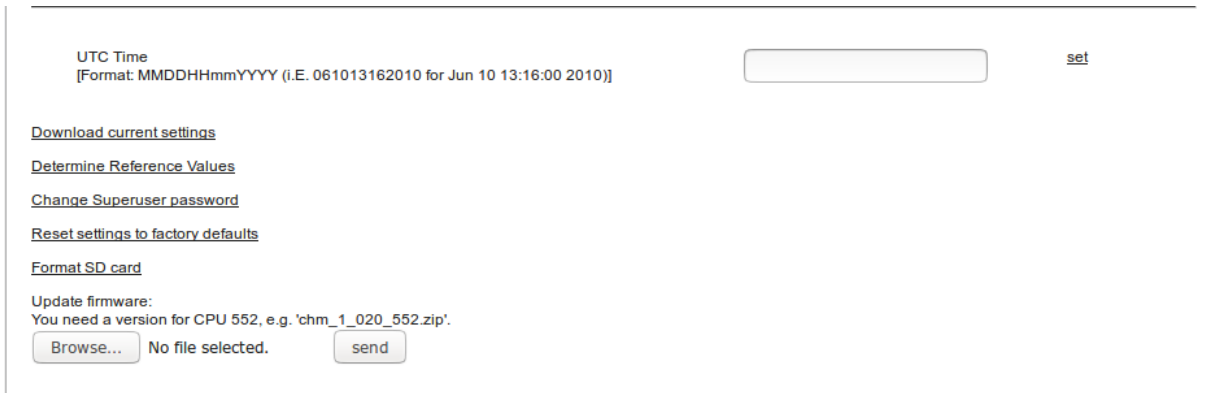 UTC Time
[Format: MMDDHHmmYYYY (i.E. 061013162010 for Jun 10 13:16:00 2010)]
set
Download current settings
Determine Reference Values
Change Superuser password
Reset settings to factory defaults
Format SD card
Update firmware:
You need a version for CPU 552, e.g. 'chm_1_020_552.zip'.
Browse... No file selected. send